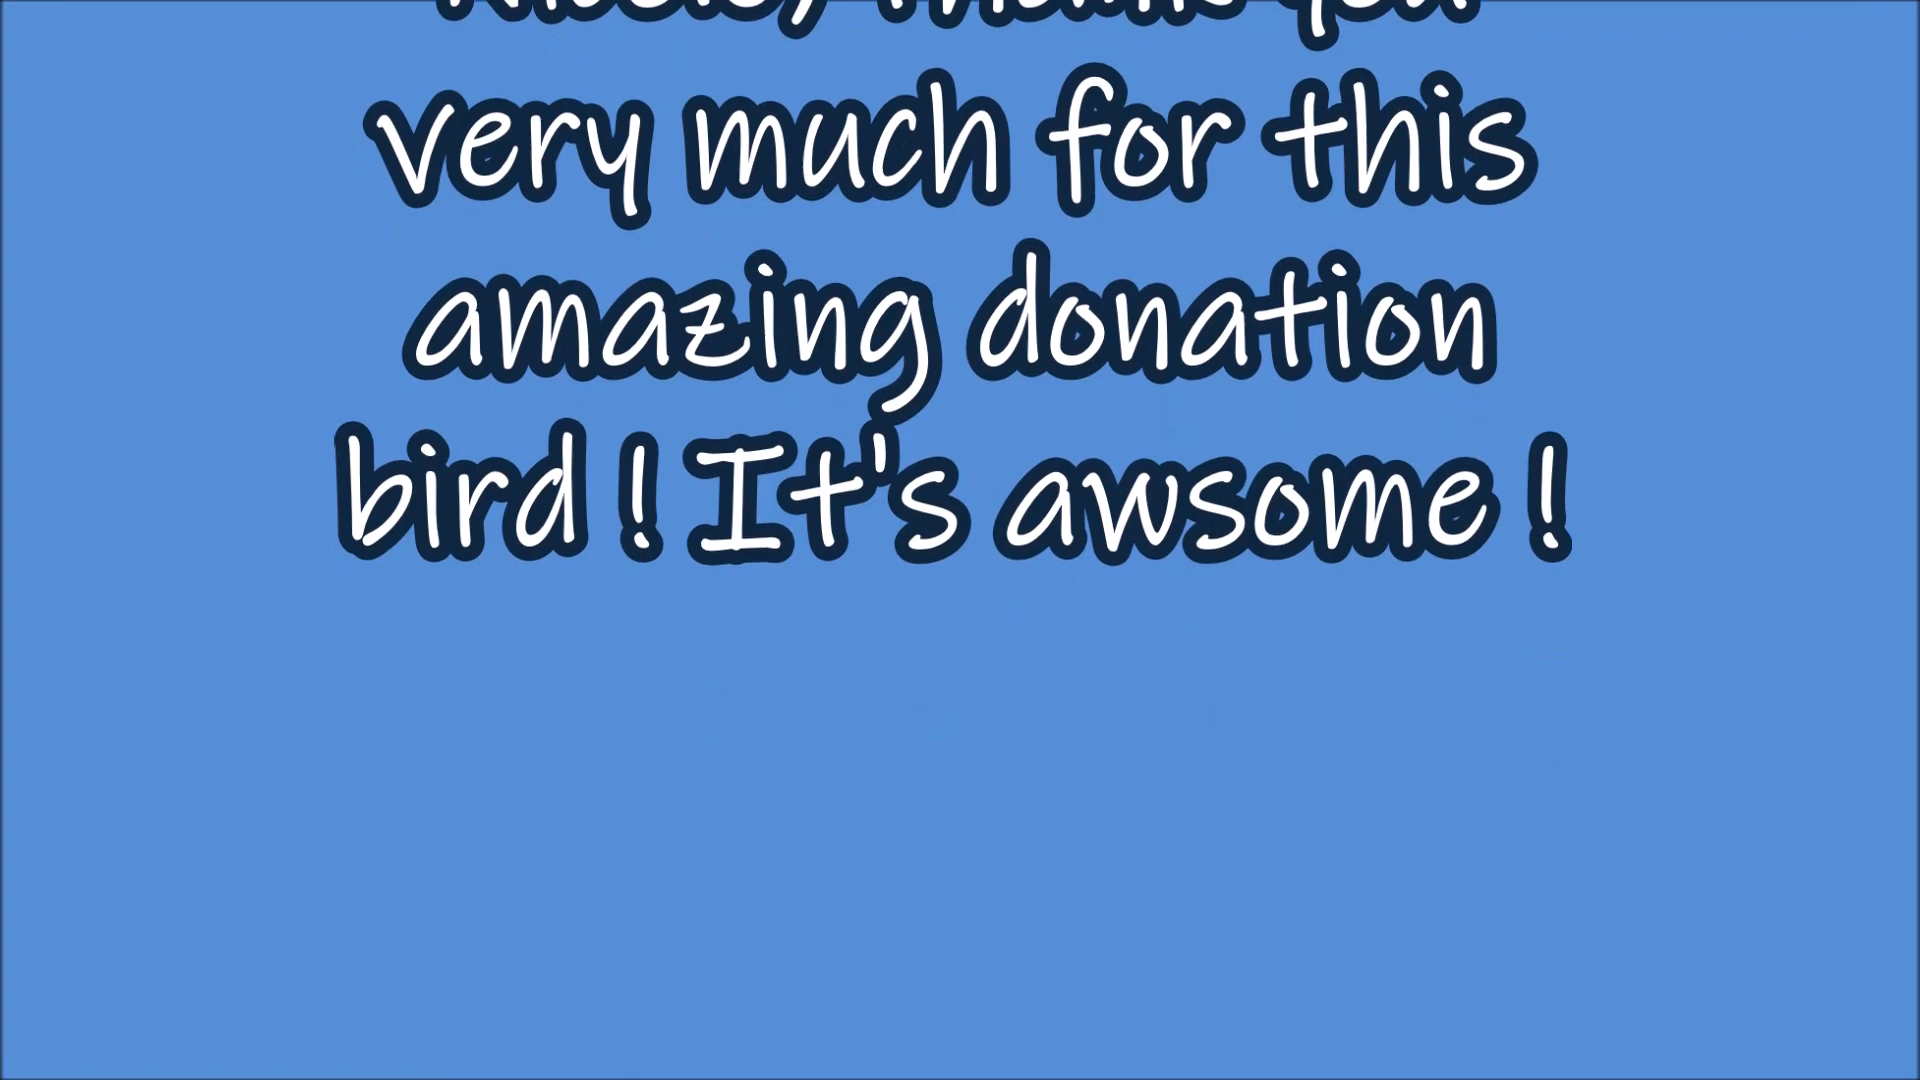 very much for this
amazing donation
bird ! It's awsome !